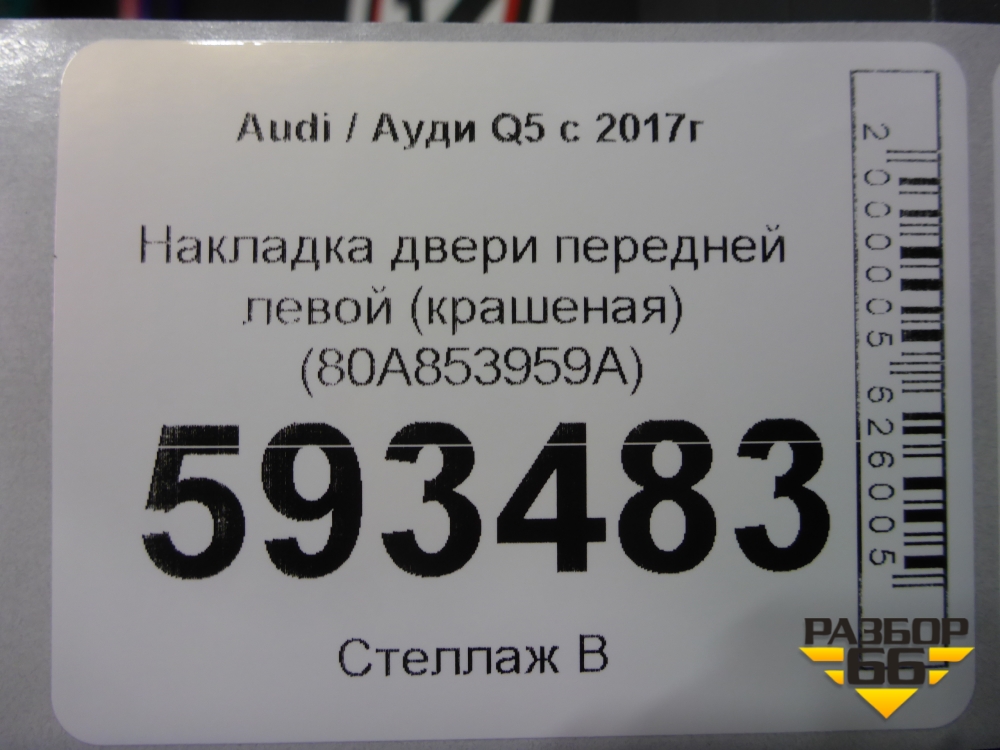 Audi / Ауди Q5 с 2017г
Накладка двери передней
левой (крашеная)
(80A853959A)
593483
Стеллаж В
2000005626005
РАЗБОР
66